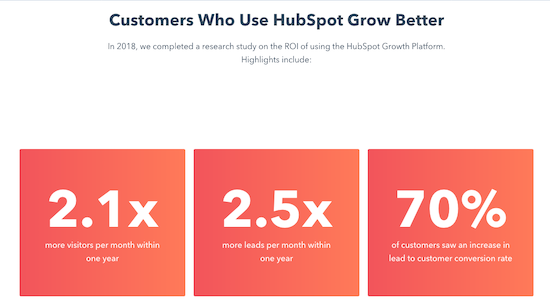 Customers Who Use HubSpot Grow Better
In 2018, we completed a research study on the ROI of using the HubSpot Growth Platform.
Highlights include:
2.1x
more visitors per month within
one year
2.5x
more leads per month within
one year
70%
of customers saw an increase in
lead to customer conversion rate